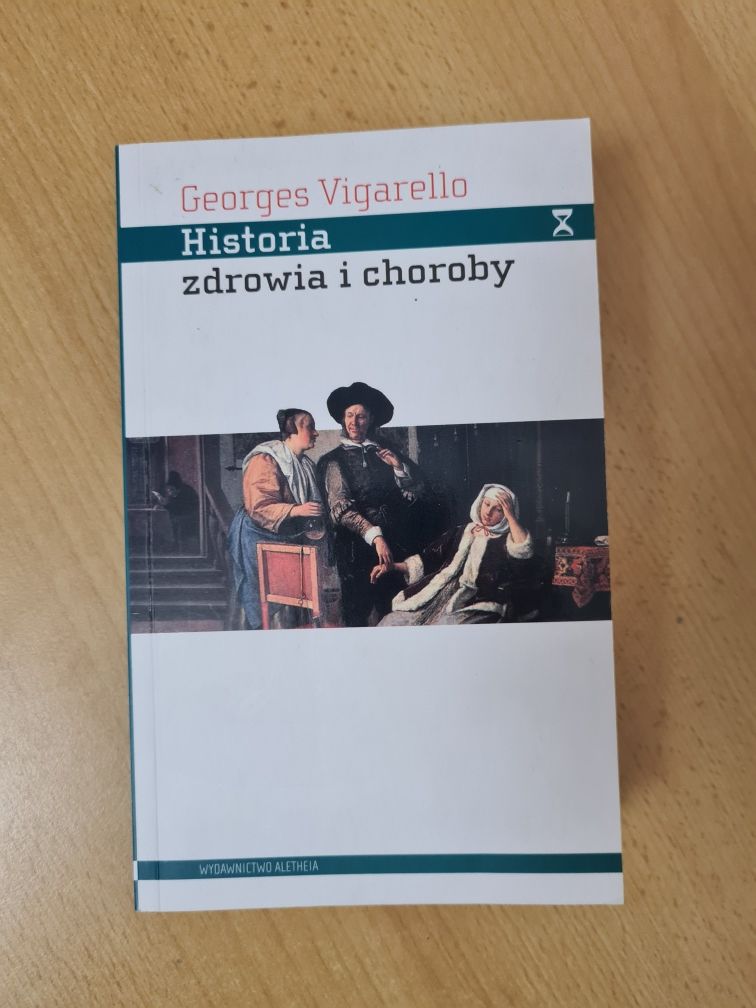 Georges Vigarello
Historia
zdrowia i choroby
WYDAWNICTWO ALETHEIA